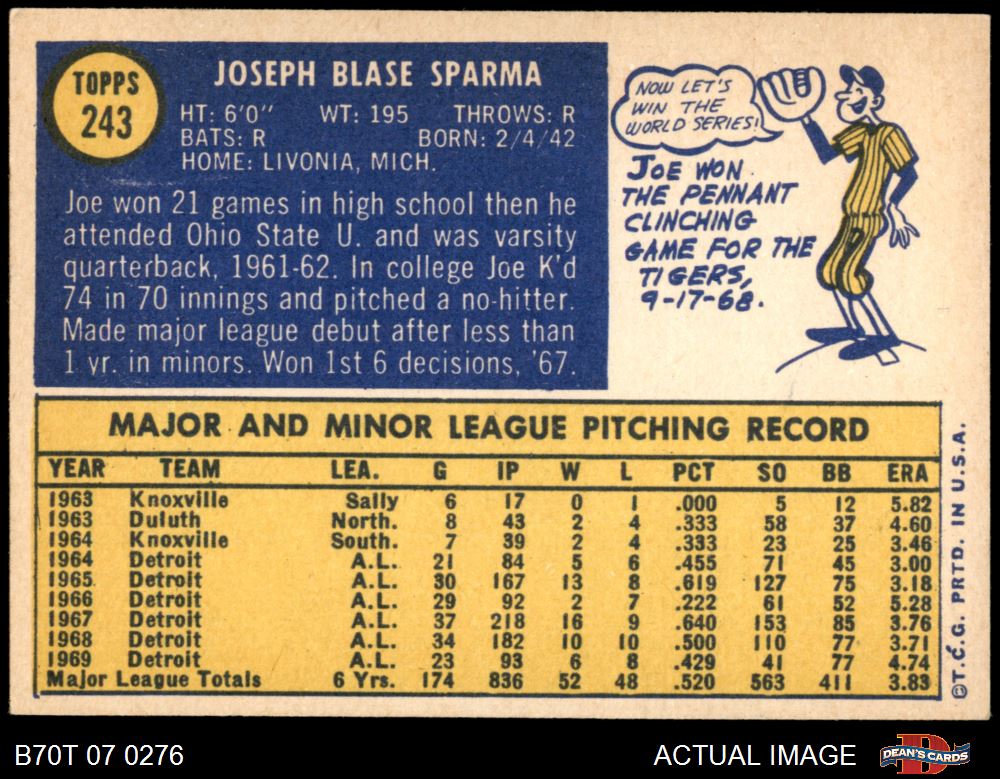 TOPPS
243
JOSEPH BLASE SPARMA
HT: 6'0" WT: 195 THROWS: R
BATS: R BORN: 2/4/42
HOME: LIVONIA, MICH.
Joe won 21 games in high school then he
attended Ohio State U. and was varsity
quarterback, 1961-62. In college Joe K'd
74 in 70 innings and pitched a no-hitter.
Made major league debut after less than
1 yr. in minors. Won 1st 6 decisions, '67.
NOW LET'S
WIN THE
WORLD SERIES!
JOE WON
THE PENNANT
CLINCHING
GAME FOR THE
TIGERS,
9-17-68.
MAJOR AND MINOR LEAGUE PITCHING RECORD
YEAR TEAM LEA. G IP W L PCT SO BB ERA
1963 Knoxville Sally 6 17 0 1 .000 5 12 5.82
1963 Duluth North. 8 43 2 4 .333 58 37 4.60
1964 Knoxville South. 7 39 2 4 .333 23 25 3.46
1964 Detroit A.L. 21 84 5 6 .455 71 45 3.00
1965 Detroit A.L. 30 167 13 8 .619 127 75 3.18
1966 Detroit A.L. 29 92 2 7 .222 61 52 5.28
1967 Detroit A.L. 37 218 16 9 .640 153 85 3.76
1968 Detroit A.L. 34 182 10 10 .500 110 77 3.71
1969 Detroit A.L. 23 93 6 8 .429 41 77 4.74
Major League Totals 6 Yrs. 174 836 52 48 .520 563 411 3.83
©T.C.G. PRTD. IN U.S.A.
B70T 07 0276 ACTUAL IMAGE DEAN'S CARDS